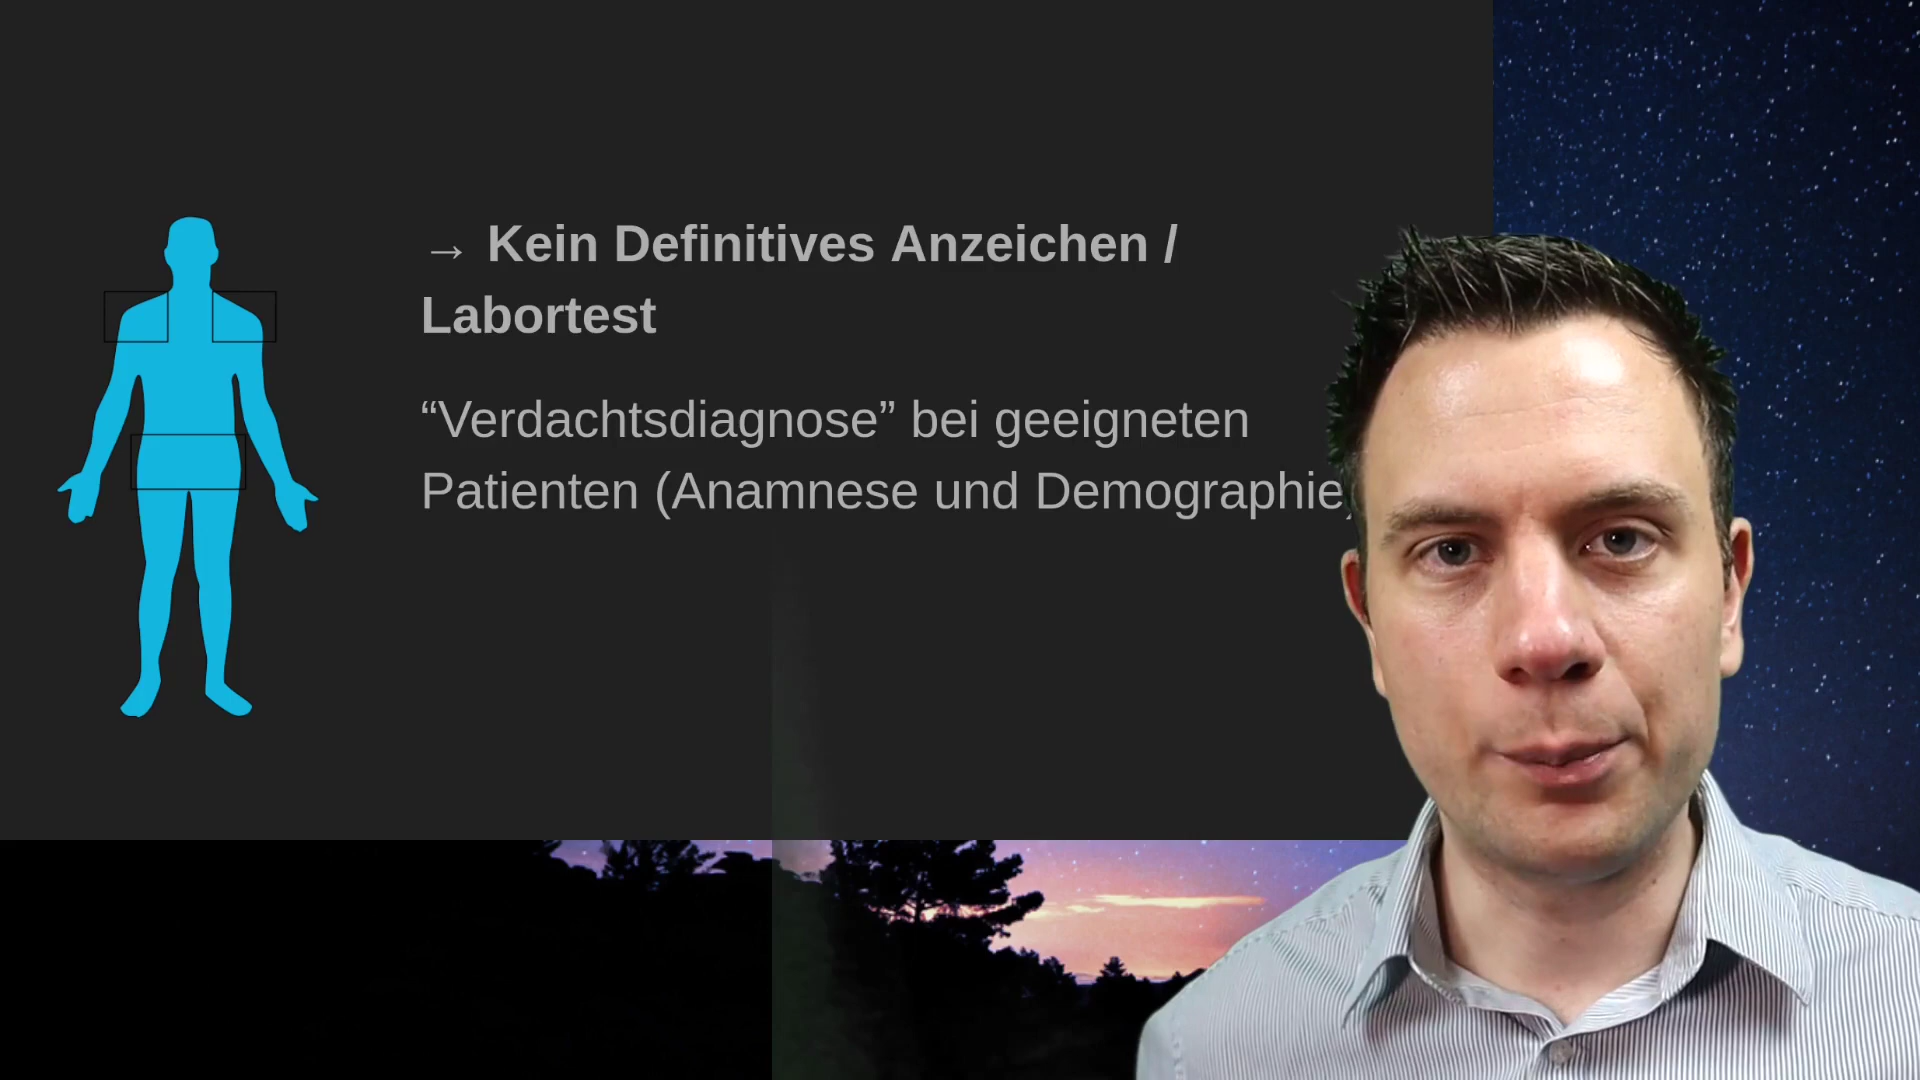 → Kein Definitives Anzeichen /
Labortest
“Verdachtsdiagnose” bei geeigneten
Patienten (Anamnese und Demographie)